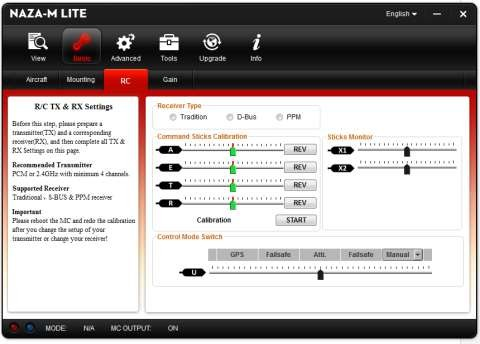 NAZA-M LITE
English
View
Basic
Advanced
Tools
Upgrade
Info
Aircraft
Mounting
RC
Gain
R/C TX & RX Settings
Before this step, please prepare a
transmitter(TX) and a corresponding
receiver(RX), and then complete all TX &
RX Settings on this page.
Recommended Transmitter
PCM or 2.4GHz with minimum 4 channels.
Supported Receiver
Traditional、S-BUS & PPM receiver
Important
Please reboot the MC and redo the calibration
after you change the setup of your
transmitter or change your receiver!
Receiver Type
Tradition
D-Bus
PPM
Command Sticks Calibration
A REV
E REV
T REV
R REV
Calibration START
Sticks Monitor
X1
X2
Control Mode Switch
GPS Failsafe Atti. Failsafe Manual
U
MODE: N/A MC OUTPUT: ON